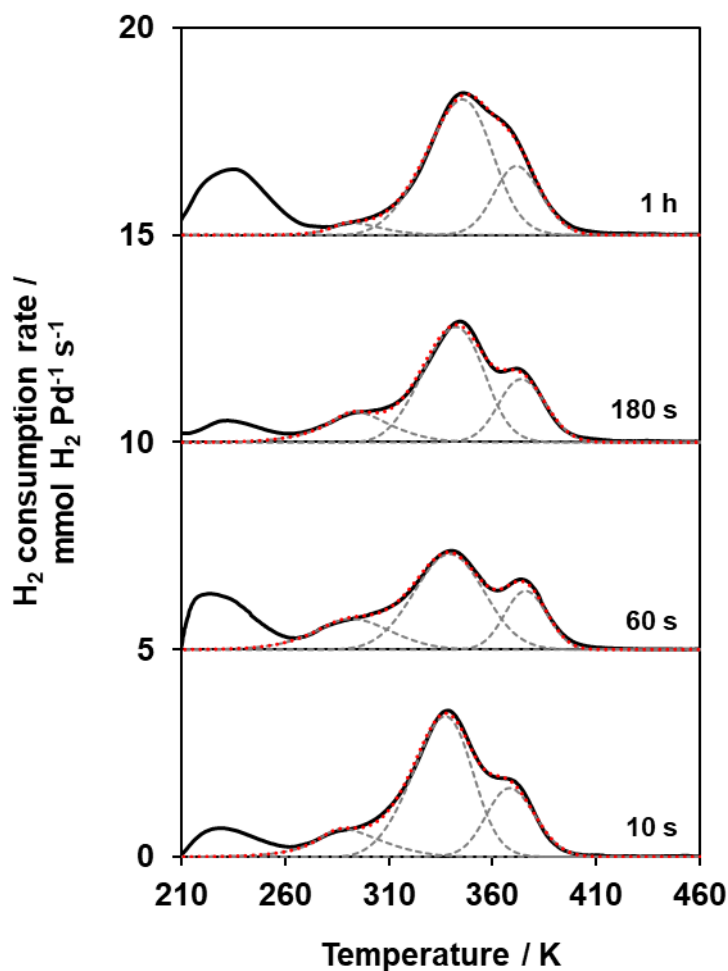 20
15
10
5
0
1 h
180 s
60 s
10 s
210 260 310 360 410 460
Temperature / K
H₂ consumption rate /
mmol H₂ Pd⁻¹ s⁻¹